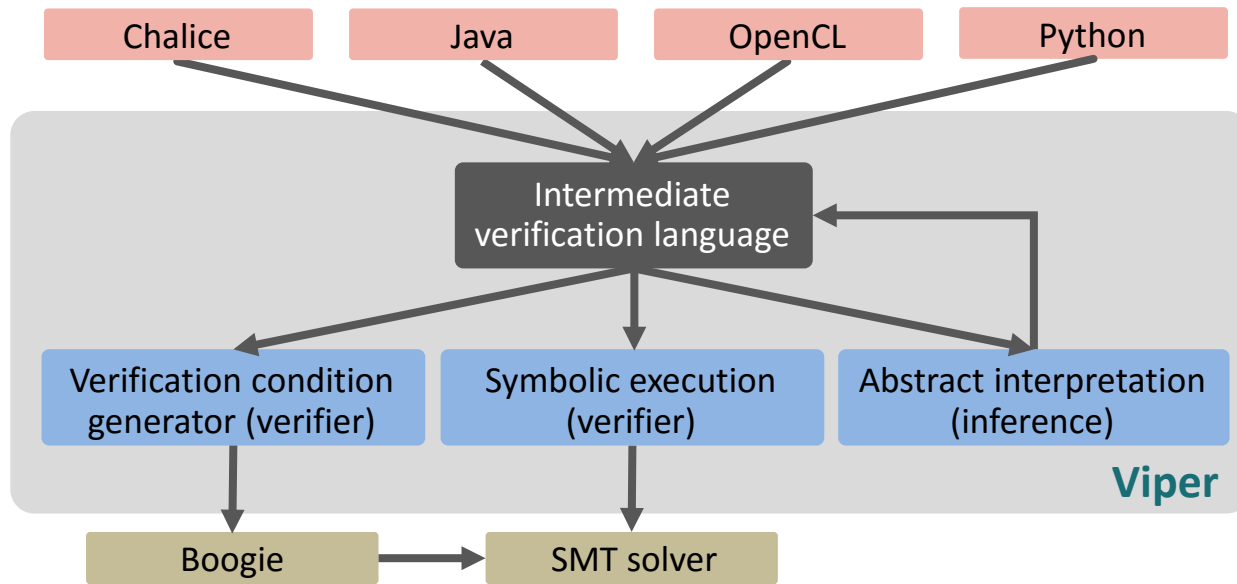 Chalice
Java
OpenCL
Python
Intermediate
verification language
Verification condition
generator (verifier)
Symbolic execution
(verifier)
Abstract interpretation
(inference)
Viper
Boogie
SMT solver